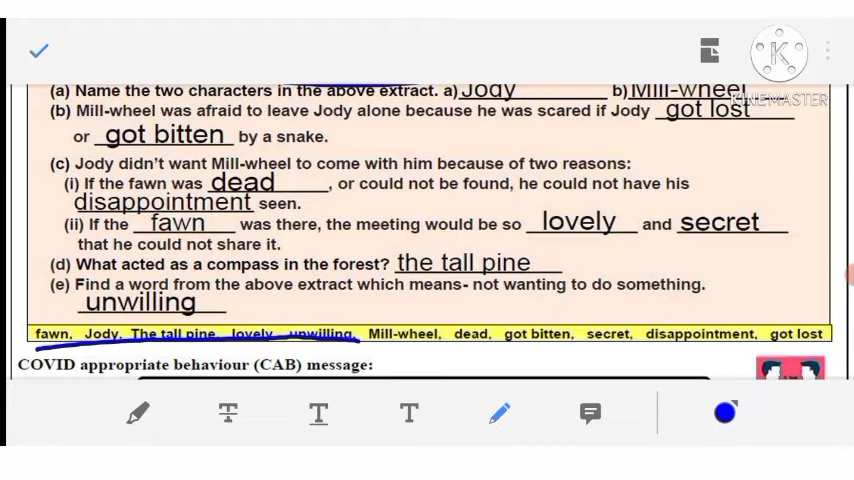 (a) Name the two characters in the above extract. a) Jody b) Mill-wheel
KINEMASTER
(b) Mill-wheel was afraid to leave Jody alone because he was scared if Jody got lost
or got bitten by a snake.
(c) Jody didn't want Mill-wheel to come with him because of two reasons:
(i) If the fawn was dead, or could not be found, he could not have his
disappointment seen.
(ii) If the fawn was there, the meeting would be so lovely and secret
that he could not share it.
(d) What acted as a compass in the forest? the tall pine
(e) Find a word from the above extract which means- not wanting to do something.
unwilling
fawn, Jody, The tall pine, lovely, unwilling, Mill-wheel, dead, got bitten, secret, disappointment, got lost
COVID appropriate behaviour (CAB) message: